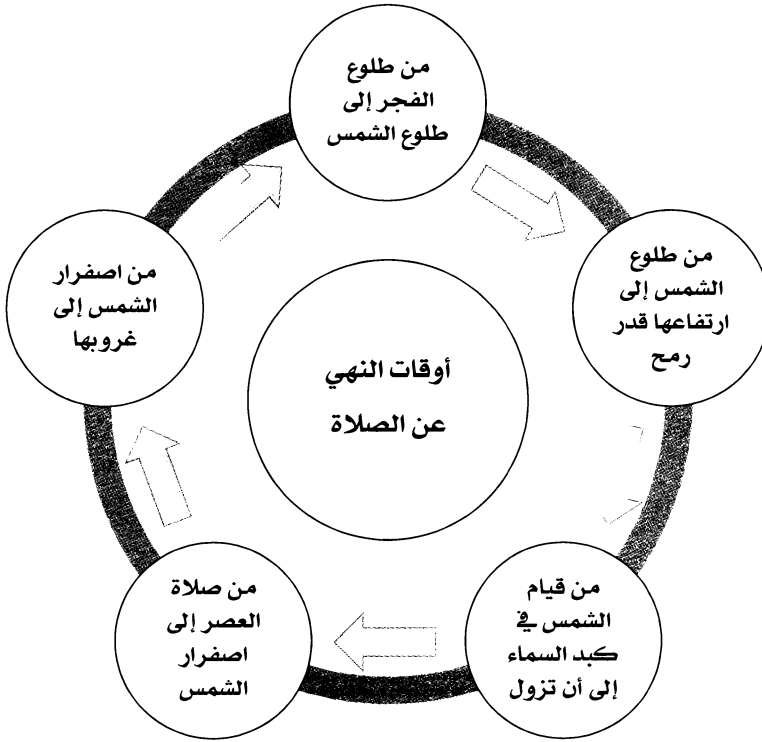 من طلوع
الفجر إلى
طلوع الشمس
من طلوع
الشمس إلى
ارتفاعها قدر
رمح
من قيام
الشمس في
كبد السماء
إلى أن تزول
من صلاة
العصر إلى
اصفرار
الشمس
من اصفرار
الشمس إلى
غروبها
أوقات النهي
عن الصلاة